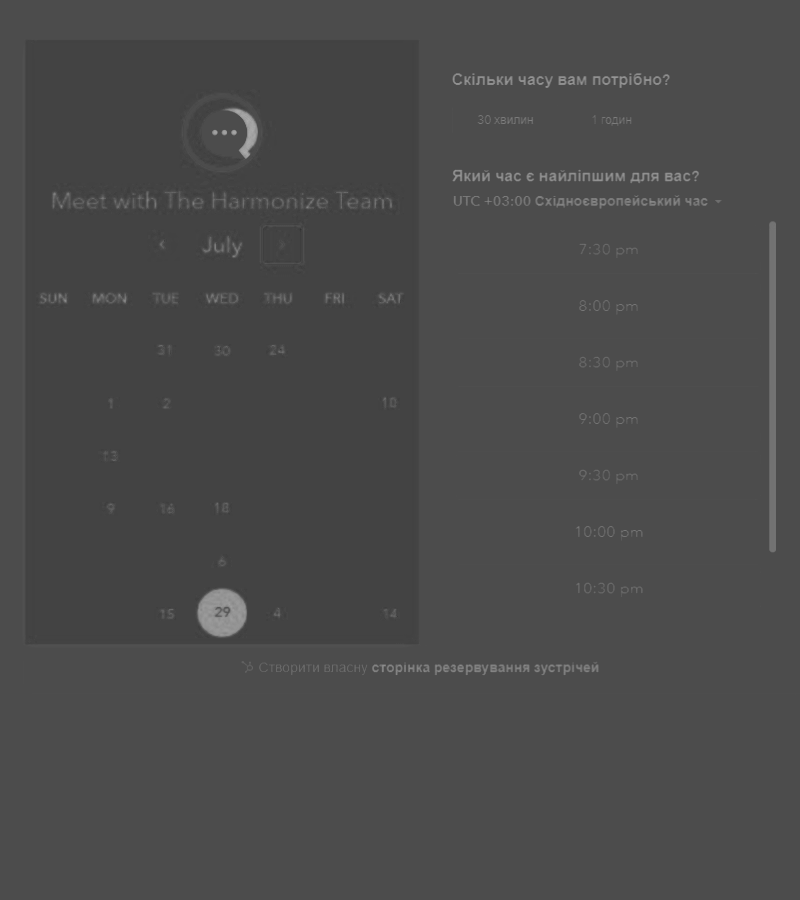 Meet with The Harmonize Team
July
SUN MON TUE WED THU FRI SAT
31 30 24
1 2 10
13
9 16 18
6
15 29 4 14
Скільки часу вам потрібно?
30 хвилин 1 годин
Який час є найліпшим для вас?
UTC +03:00 Східноєвропейський час
7:30 pm
8:00 pm
8:30 pm
9:00 pm
9:30 pm
10:00 pm
10:30 pm
Створити власну сторінка резервування зустрічей